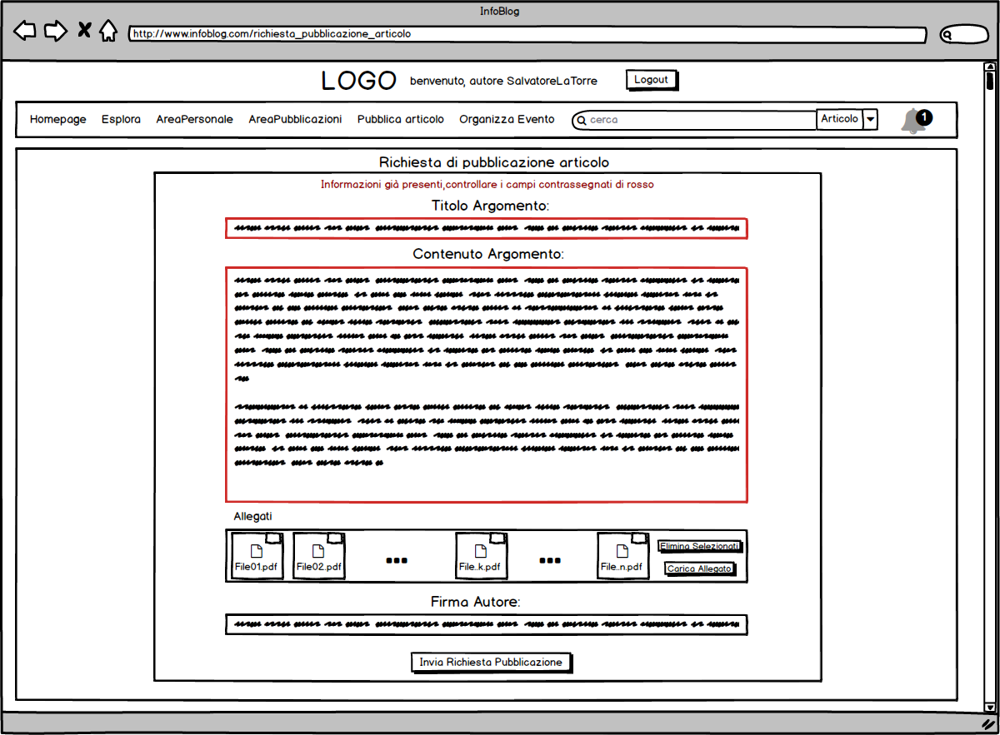 InfoBlog
http://www.infoblog.com/richiesta_pubblicazione_articolo
LOGO benvenuto, autore SalvatoreLaTorre Logout
Homepage Esplora AreaPersonale AreaPubblicazioni Pubblica articolo Organizza Evento cerca Articolo 1
Richiesta di pubblicazione articolo
Informazioni già presenti,controllare i campi contrassegnati di rosso
Titolo Argomento:
Contenuto Argomento:
Allegati
File01.pdf File02.pdf ... File..k.pdf ... File..n.pdf Elimina Selezionati
Carica Allegato
Firma Autore:
Invia Richiesta Pubblicazione